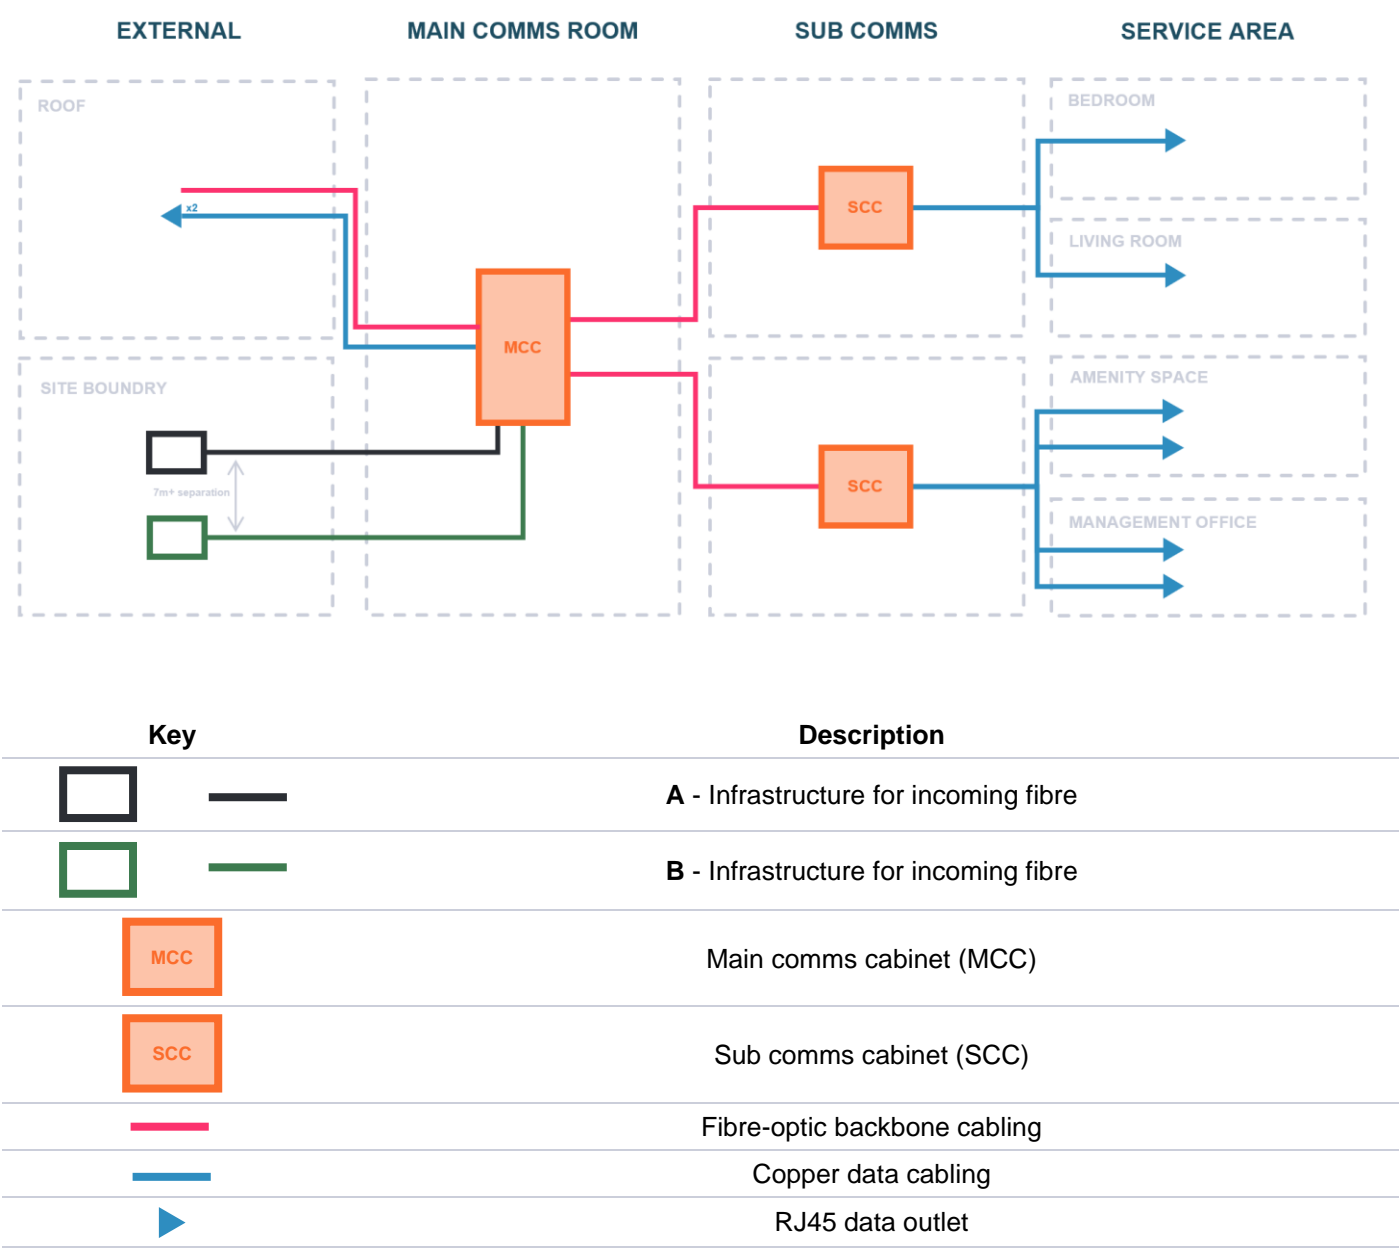 EXTERNAL
MAIN COMMS ROOM
SUB COMMS
SERVICE AREA
ROOF
x2
SITE BOUNDRY
7m+ separation
MCC
SCC
SCC
BEDROOM
LIVING ROOM
AMENITY SPACE
MANAGEMENT OFFICE
Key
Description
A - Infrastructure for incoming fibre
B - Infrastructure for incoming fibre
MCC
Main comms cabinet (MCC)
SCC
Sub comms cabinet (SCC)
Fibre-optic backbone cabling
Copper data cabling
RJ45 data outlet